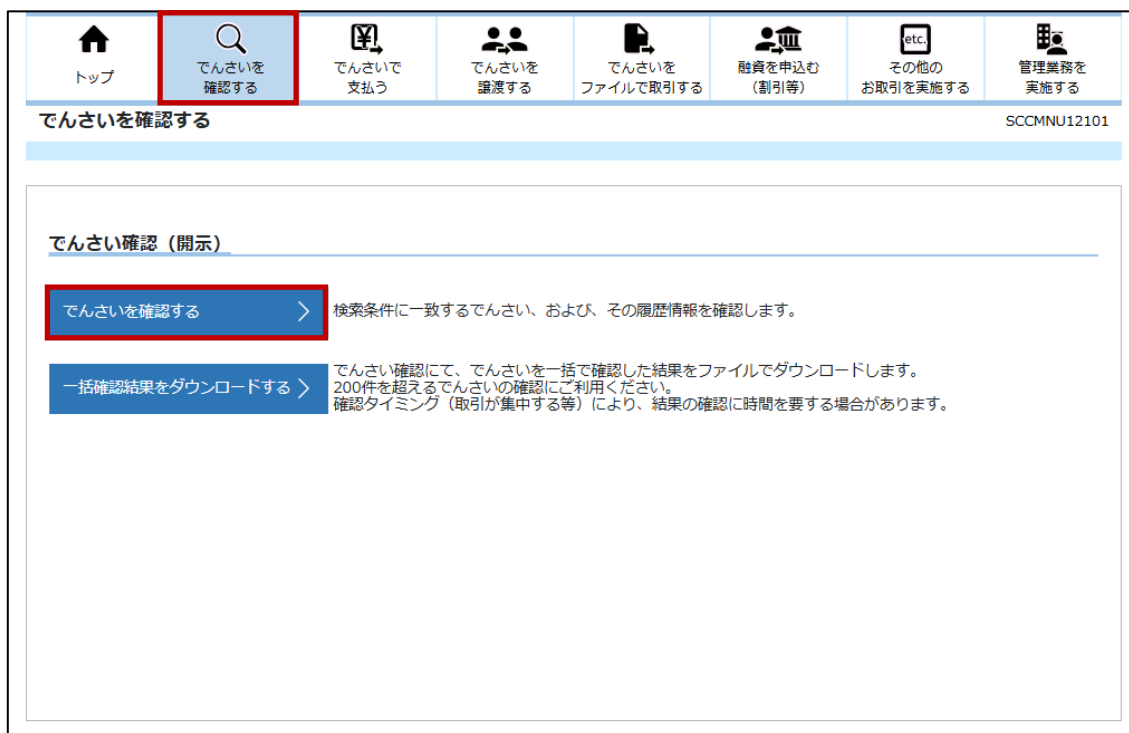 トップ
でんさいを
確認する
でんさいで
支払う
でんさいを
譲渡する
でんさいを
ファイルで取引する
融資を申込む
(割引等)
etc.
その他の
お取引を実施する
管理業務を
実施する
でんさいを確認する
SCCMNU12101
でんさい確認（開示）
でんさいを確認する
検索条件に一致するでんさい、および、その履歴情報を確認します。
一括確認結果をダウンロードする
でんさい確認にて、でんさいを一括で確認した結果をファイルでダウンロードします。
200件を超えるでんさいの確認にご利用ください。
確認タイミング（取引が集中する等）により、結果の確認に時間を要する場合があります。